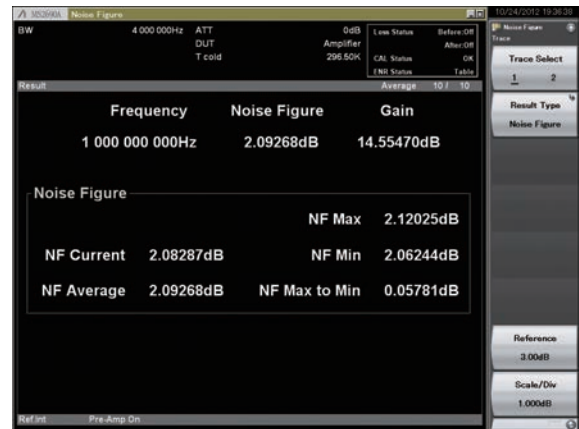 MS2690A Noise Figure
10/24/2012 19:36:38
BW 4 000 000Hz ATT 0dB
DUT Amplifier
T cold 296.50K
Loss Status Before:Off
After:Off
CAL Status OK
ENR Status Table
Result Average 10 / 10
Frequency Noise Figure Gain
1 000 000 000Hz 2.09268dB 14.55470dB
Noise Figure
NF Max 2.12025dB
NF Current 2.08287dB NF Min 2.06244dB
NF Average 2.09268dB NF Max to Min 0.05781dB
Ref.Int Pre-Amp On
Noise Figure
Trace
Trace Select
1 2
Result Type
Noise Figure
Reference
3.00dB
Scale/Div
1.000dB